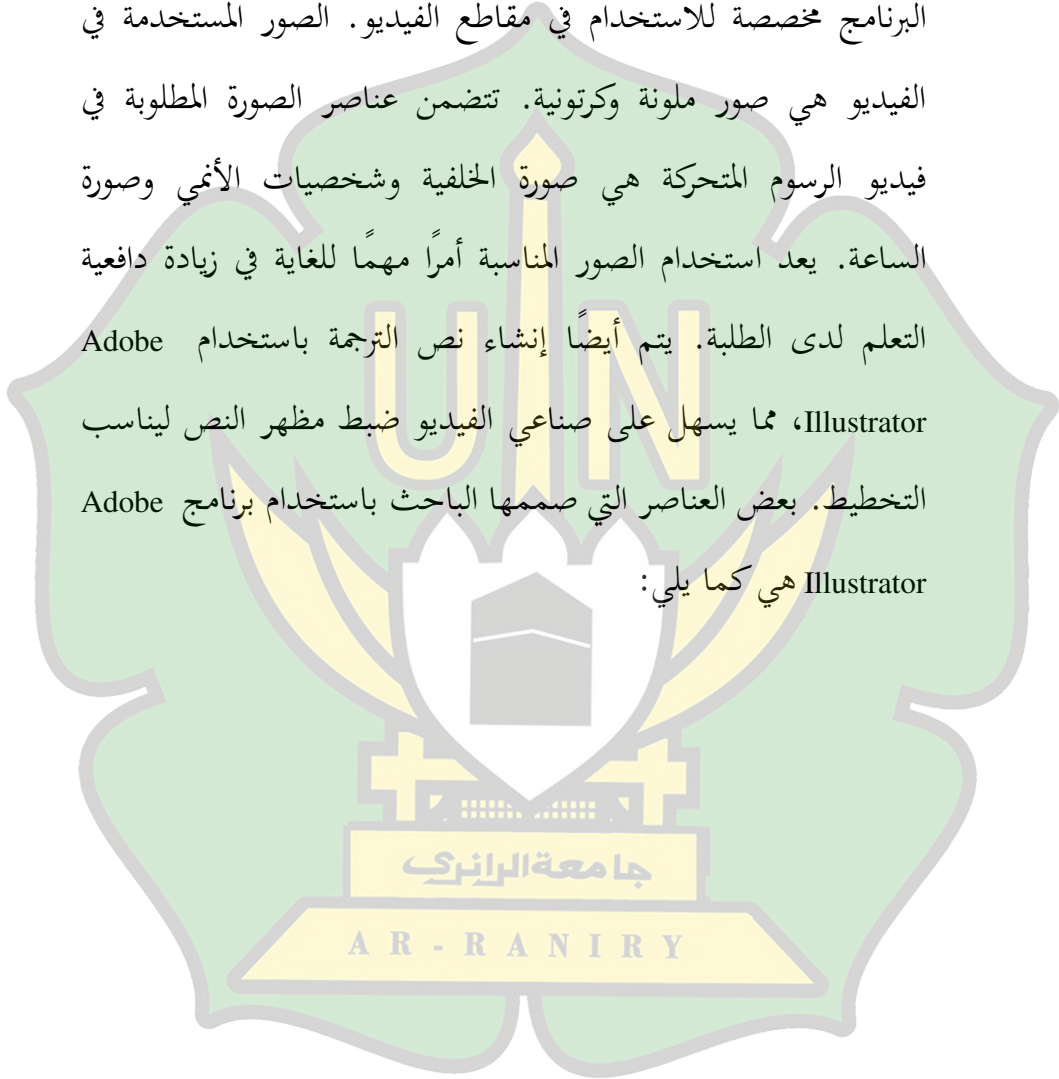 البرنامج مخصصة للاستخدام في مقاطع الفيديو. الصور المستخدمة في
الفيديو هي صور ملونة وكرتونية. تتضمن عناصر الصورة المطلوبة في
فيديو الرسوم المتحركة هي صورة الخلفية وشخصيات الأنمي وصورة
الساعة. يعد استخدام الصور المناسبة أمرًا مهمًا للغاية في زيادة دافعية
التعلم لدى الطلبة. يتم أيضًا إنشاء نص الترجمة باستخدام Adobe
Illustrator، مما يسهل على صناعي الفيديو ضبط مظهر النص ليناسب
التخطيط. بعض العناصر التي صممها الباحث باستخدام برنامج Adobe
Illustrator هي كما يلي:
UIN
جامعة الرانري
AR-RANIRY